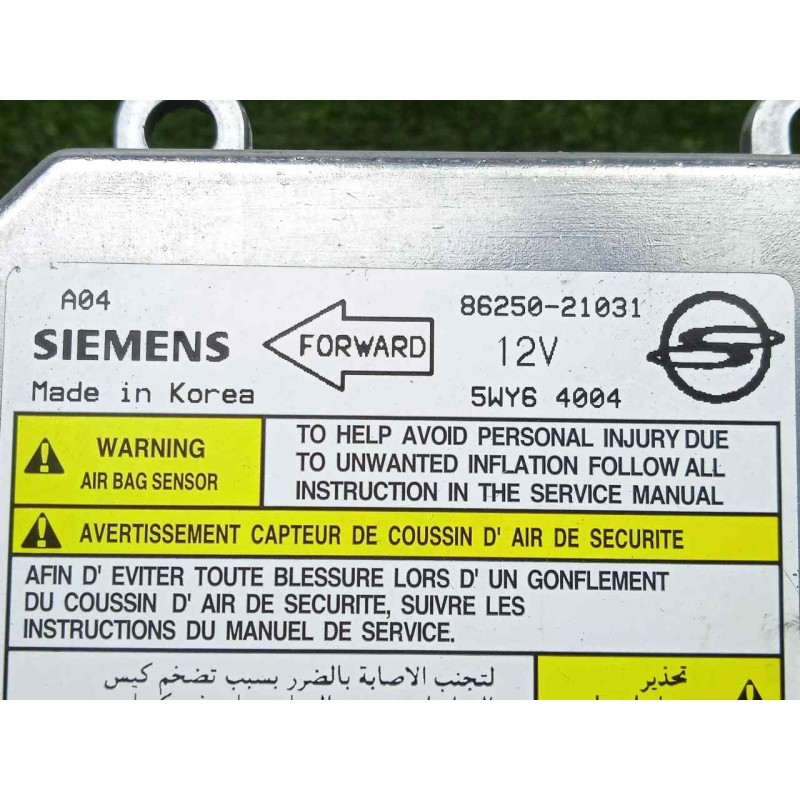 A04
SIEMENS
Made in Korea
FORWARD
86250-21031
12V
5WY6 4004
WARNING
AIR BAG SENSOR
TO HELP AVOID PERSONAL INJURY DUE
TO UNWANTED INFLATION FOLLOW ALL
INSTRUCTION IN THE SERVICE MANUAL
AVERTISSEMENT CAPTEUR DE COUSSIN D' AIR DE SECURITE
AFIN D' EVITER TOUTE BLESSURE LORS D' UN GONFLEMENT
DU COUSSIN D' AIR DE SECURITE, SUIVRE LES
INSTRUCTIONS DU MANUEL DE SERVICE.
تحذير
لتجنب الاصابة بالضرر بسبب تضخم كيس